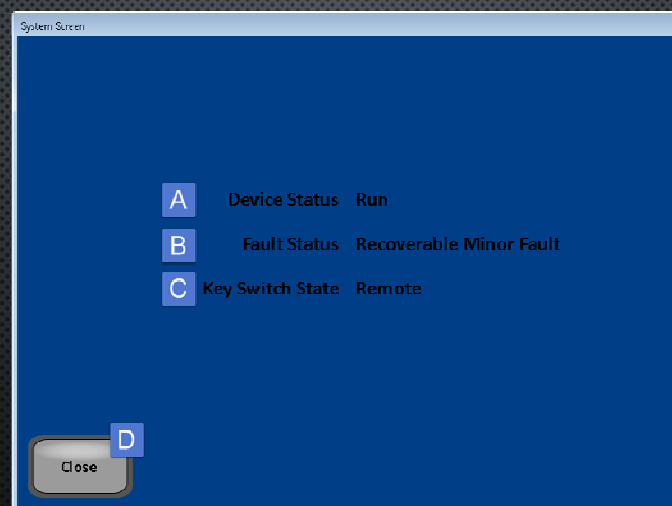 System Screen
A Device Status Run
B Fault Status Recoverable Minor Fault
C Key Switch State Remote
D
Close